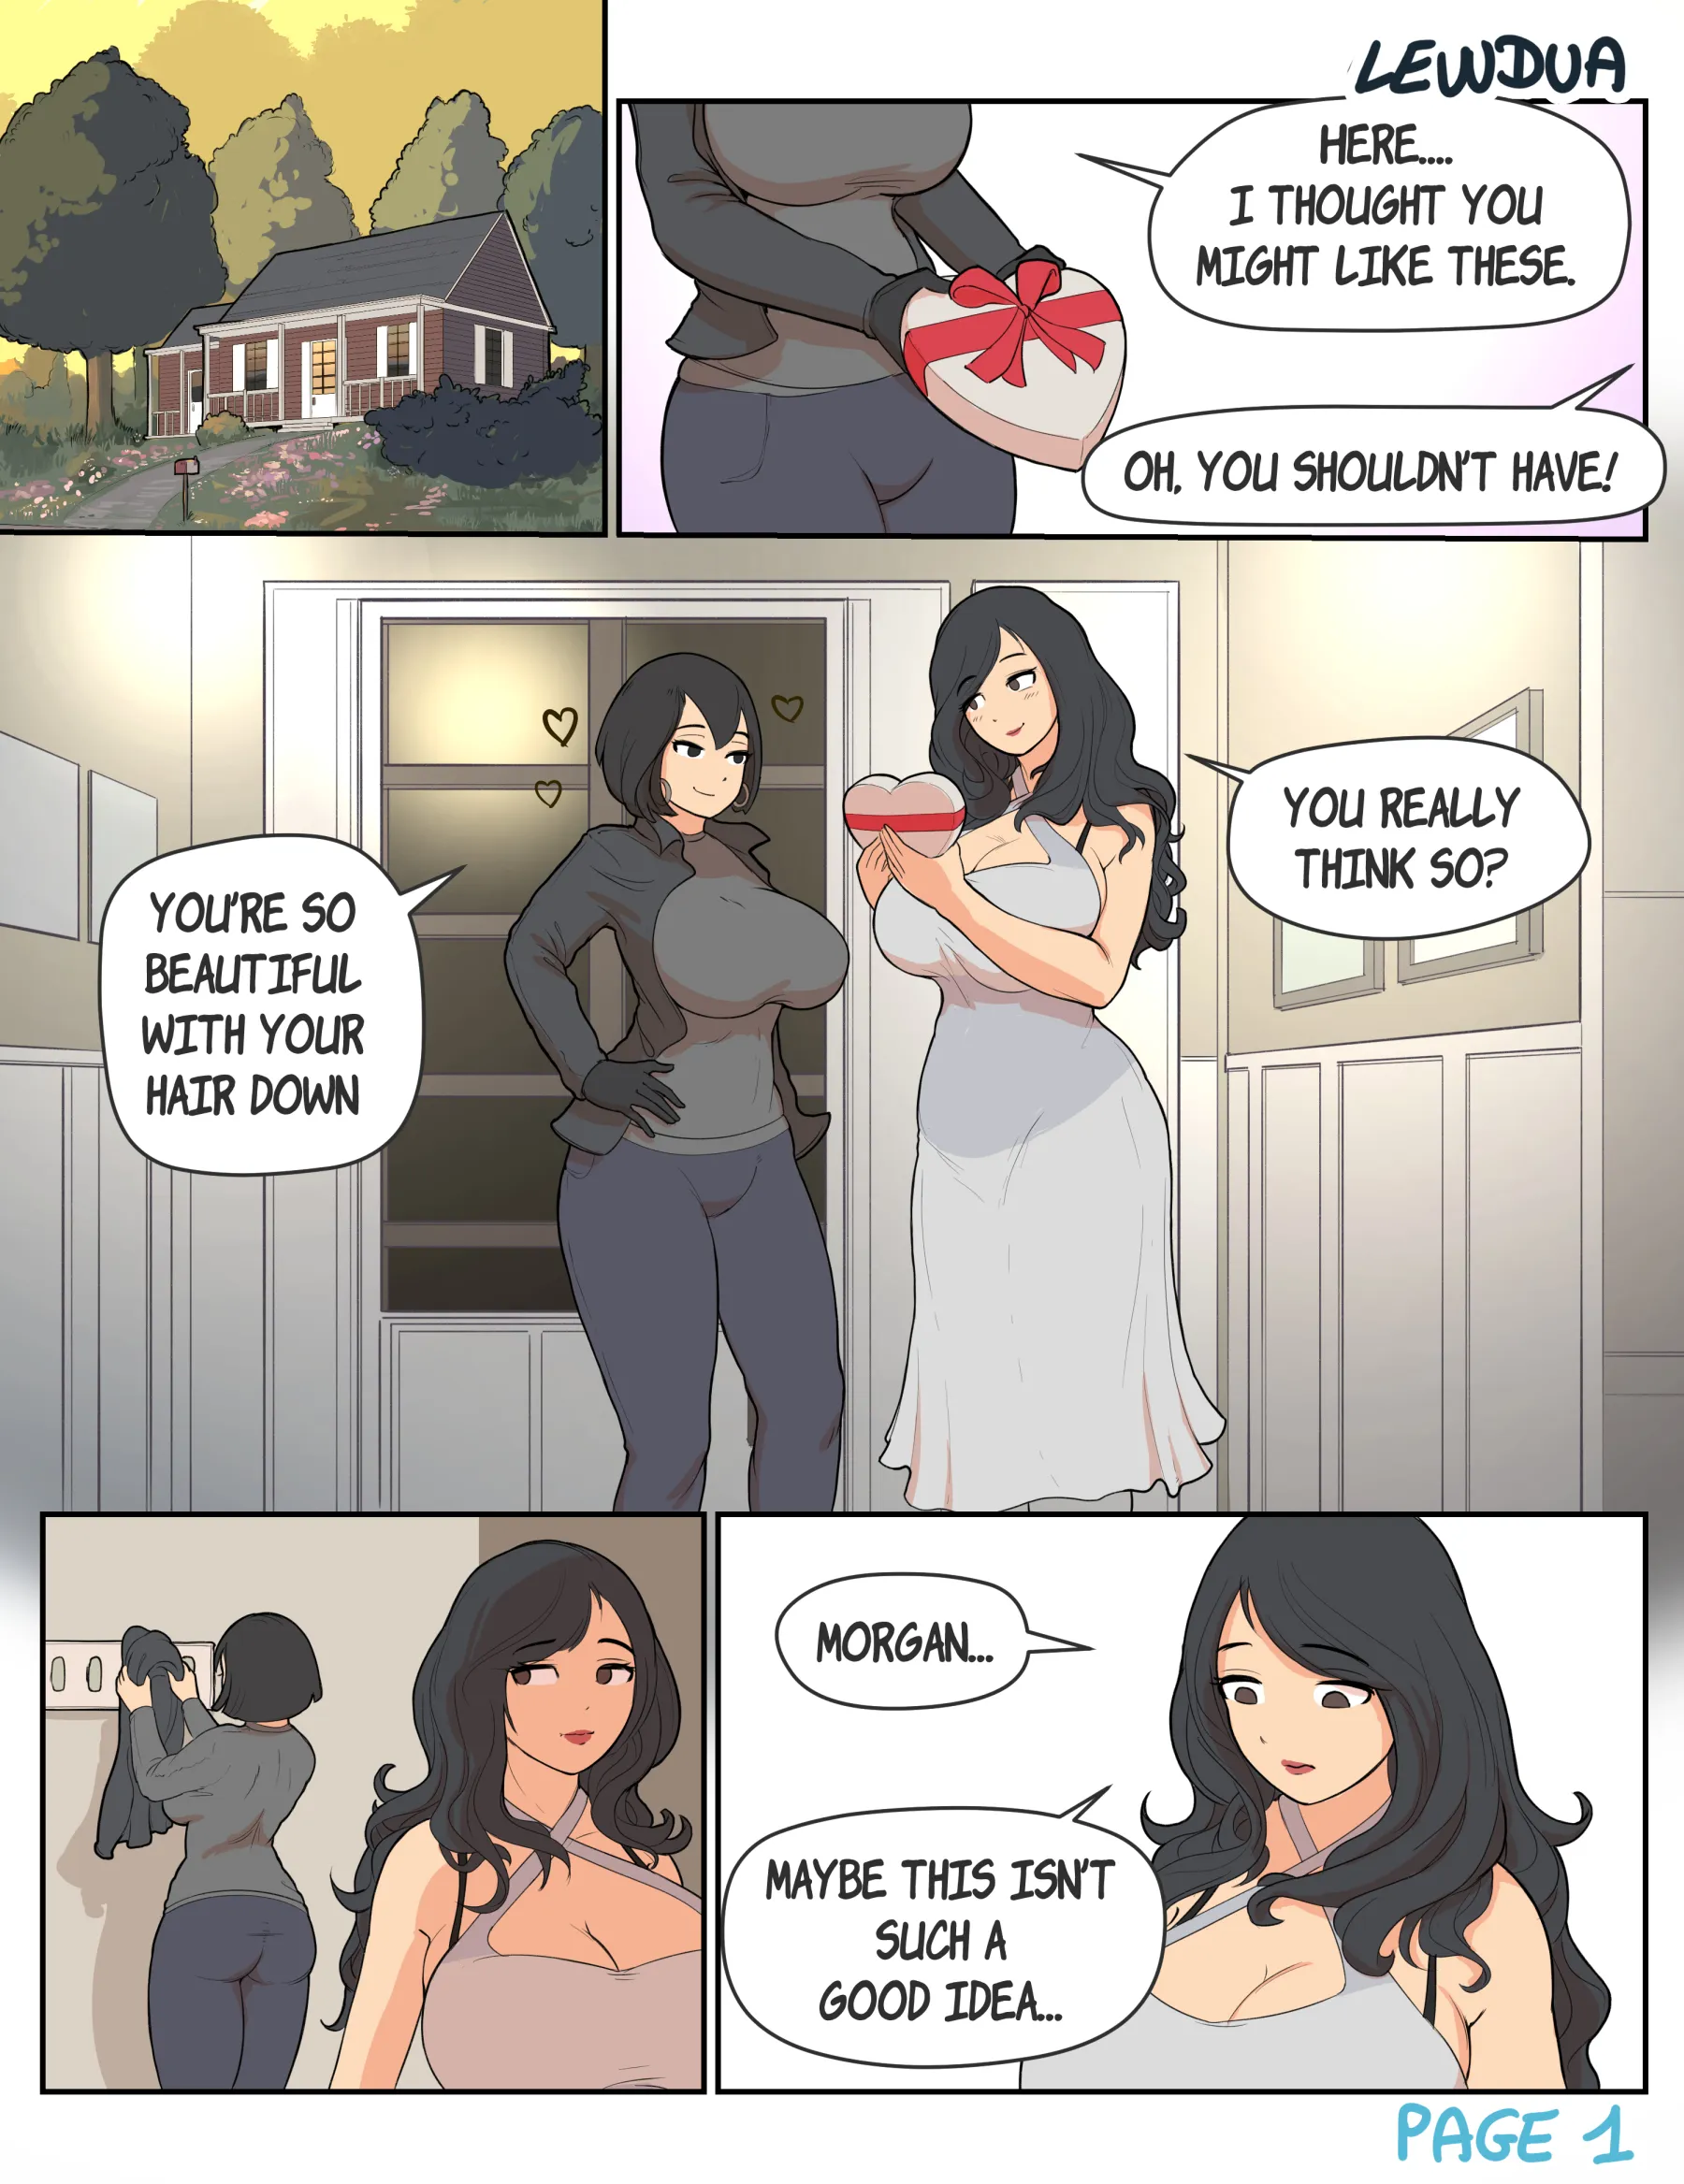 LEWDUA
HERE....
I THOUGHT YOU
MIGHT LIKE THESE.
OH, YOU SHOULDN'T HAVE!
YOU'RE SO
BEAUTIFUL
WITH YOUR
HAIR DOWN
YOU REALLY
THINK SO?
MORGAN...
MAYBE THIS ISN'T
SUCH A
GOOD IDEA...
PAGE 1